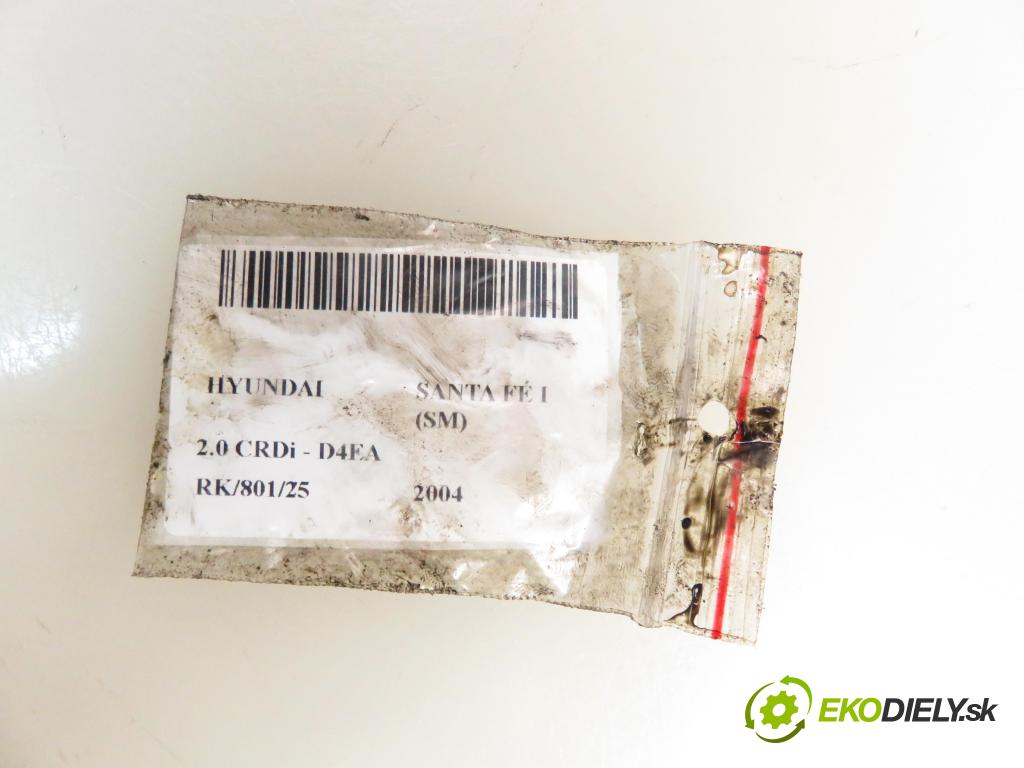 HYUNDAI SANTA FÉ I
(SM)
2.0 CRDi - D4EA
RK/801/25 2004
EKODIELY.sk